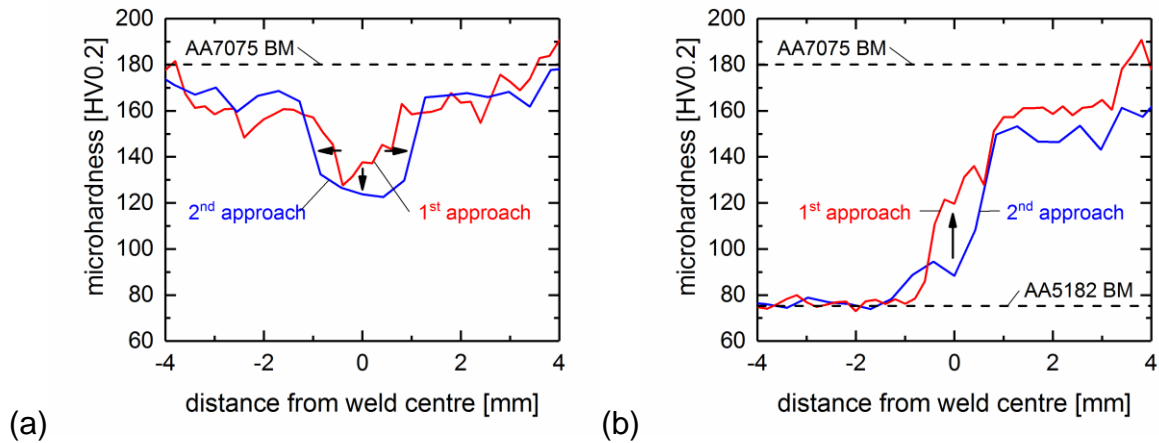 AA7075 BM
2nd approach
1st approach
microhardness [HV0.2]
200
180
160
140
120
100
80
60
-4
-2
0
2
4
distance from weld centre [mm]
(a)
AA7075 BM
1st approach
2nd approach
AA5182 BM
microhardness [HV0.2]
200
180
160
140
120
100
80
60
-4
-2
0
2
4
distance from weld centre [mm]
(b)